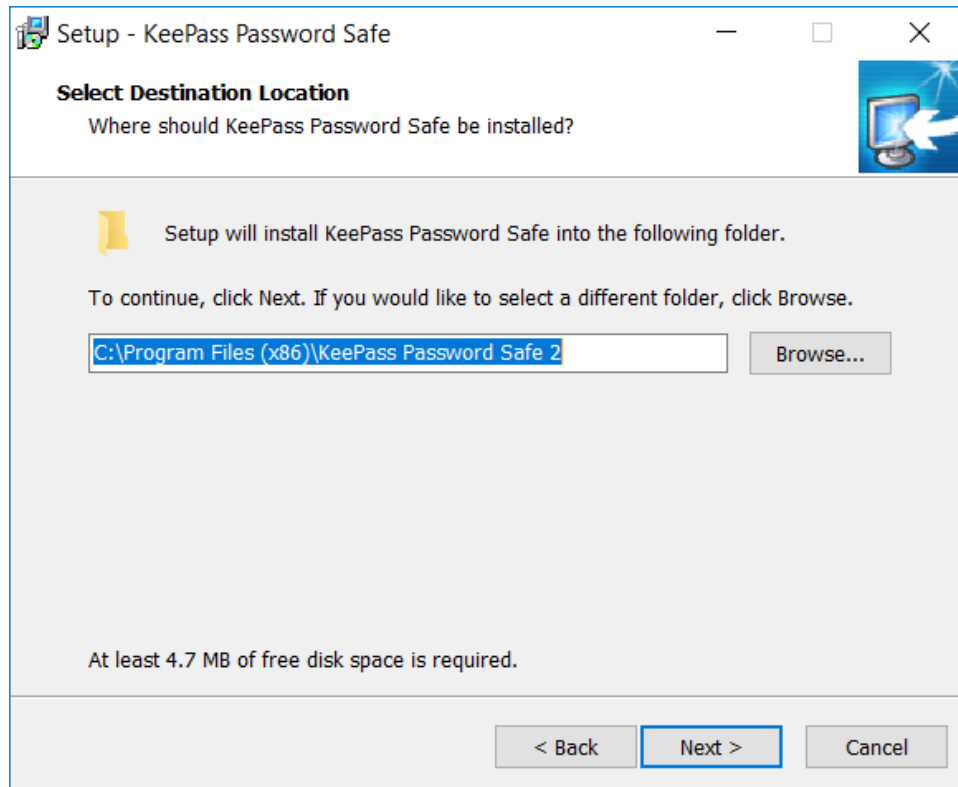 Setup - KeePass Password Safe
Select Destination Location
Where should KeePass Password Safe be installed?
Setup will install KeePass Password Safe into the following folder.
To continue, click Next. If you would like to select a different folder, click Browse.
C:\Program Files (x86)\KeePass Password Safe 2
Browse...
At least 4.7 MB of free disk space is required.
< Back
Next >
Cancel